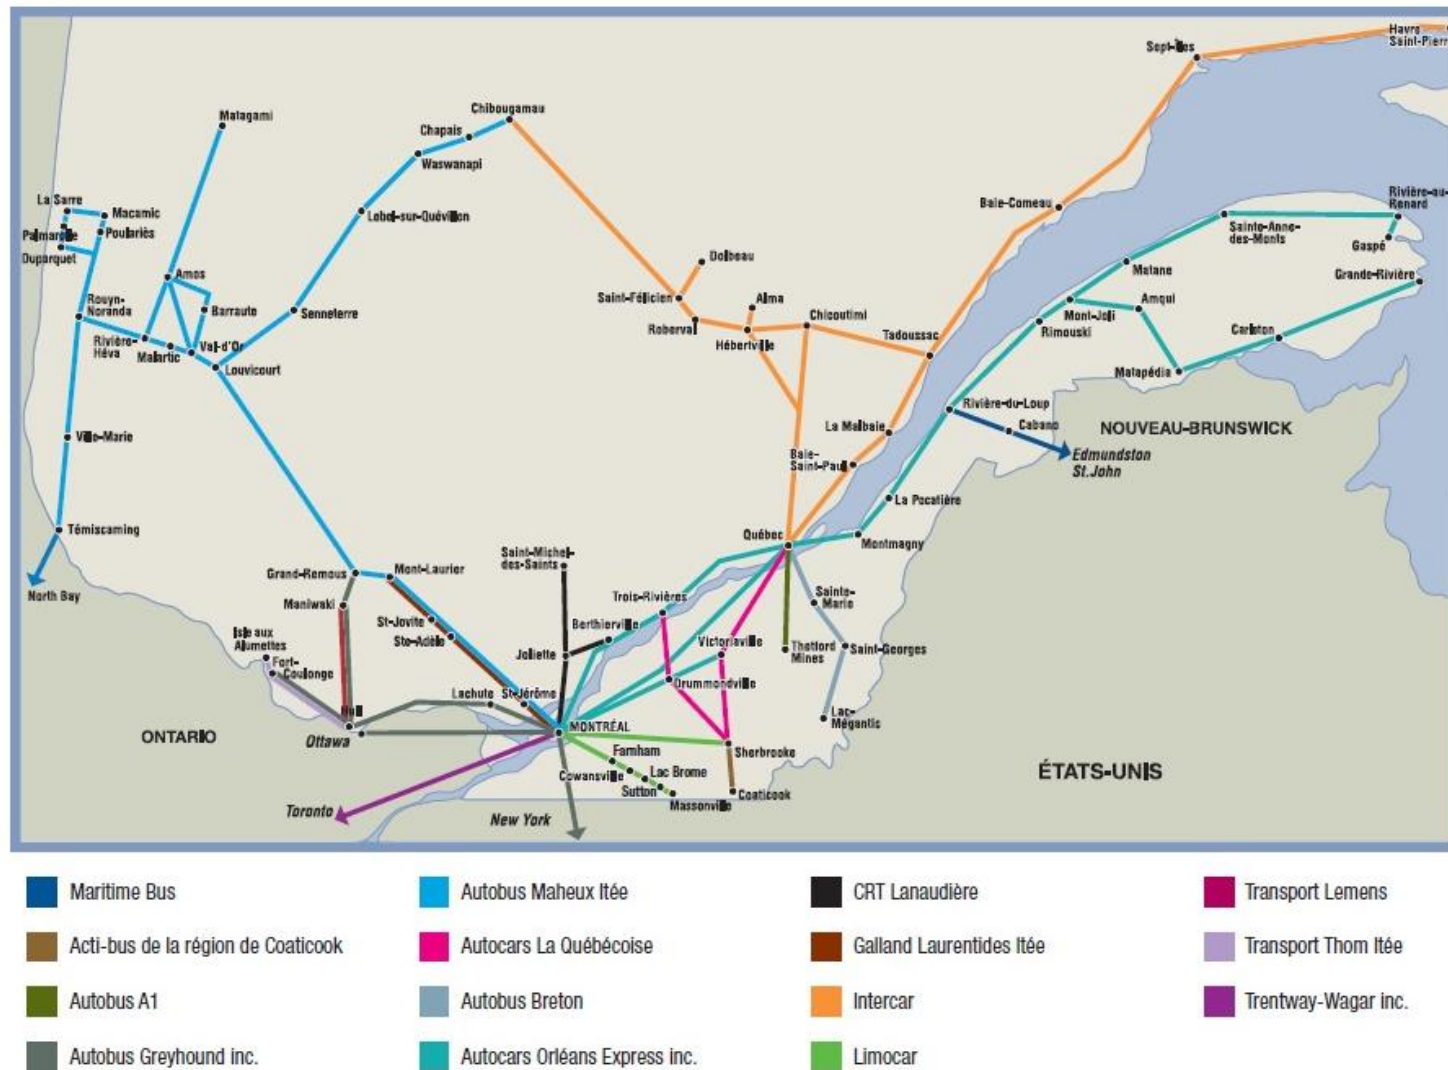 Havre
Saint-Pierre
Sept-Îles
Matagami
Chibougamau
Chapais
Waswanapi
La Sarre
Macamic
Palmarolle
Poulariès
Duparquet
Lebel-sur-Quévillon
Baie-Comeau
Rivière-au-
Renard
Sainte-Anne-
des-Monts
Gaspé
Dolbeau
Matane
Grande-Rivière
Amos
Rouyn-
Noranda
Barraute
Senneterre
Saint-Félicien
Alma
Roberval
Chicoutimi
Hébertville
Tadoussac
Mont-Joli
Amqui
Rimouski
Carleton
Rivière-
Héva
Malartic
Val-d'Or
Louvicourt
Matapédia
Rivière-du-Loup
Cabano
NOUVEAU-BRUNSWICK
Edmundston
St.John
La Malbaie
Baie-
Saint-Paul
Ville-Marie
La Pocatière
Témiscaming
Québec
Montmagny
North Bay
Grand-Remous
Mont-Laurier
Saint-Michel
des-Saints
Maniwaki
St-Jovite
Ste-Adèle
Trois-Rivières
Berthierville
Joliette
Sainte-
Marie
Victoriaville
Thetford
Mines
Saint-Georges
Isle aux
Alumettes
Fort-
Coulonge
Drummondville
Lachute
St-Jérôme
Hull
Ottawa
ONTARIO
MONTRÉAL
Lac-
Mégantic
Sherbrooke
Farnham
Cowansville
Lac Brome
Sutton
Massonville
Coaticook
ÉTATS-UNIS
Toronto
New York
Maritime Bus
Autobus Maheux ltée
CRT Lanaudière
Transport Lemens
Acti-bus de la région de Coaticook
Autocars La Québécoise
Galland Laurentides ltée
Transport Thom ltée
Autobus A1
Autobus Breton
Intercar
Trentway-Wagar inc.
Autobus Greyhound inc.
Autocars Orléans Express inc.
Limocar